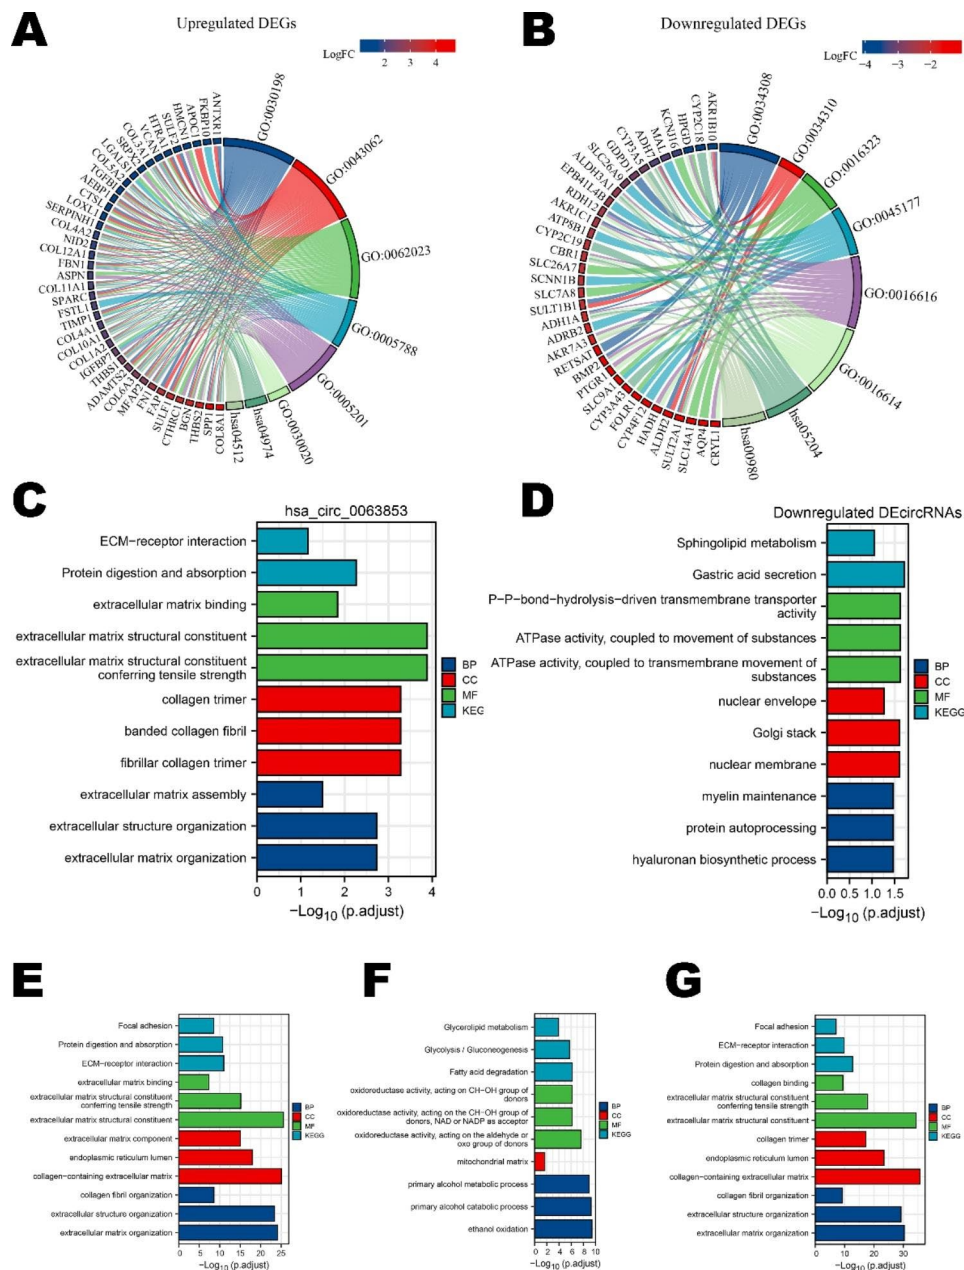 A
Upregulated DEGs
LogFC
2 3 4
ANTXR1
FKBP10
APOC1
HMCN1
SULF2
HTRA1
VCAN
COL3A1
SRPX2
LGALS1
COL5A2
TGFBI
AEBP1
CTSL
LOXL1
SERPINH1
COL4A2
NID2
COL12A1
FBN1
ASPN
COL11A1
SPARC
FSTL1
TIMP1
COL4A1
COL10A1
COL1A2
IGFBP7
THBS1
ADAMTS2
COL6A3
MFAP2
FN1
FAP
SULF1
CTHRC1
BGN
THBS2
SPP1
COL8A1
GO:0030198
GO:0043062
GO:0062023
GO:0005788
GO:0005201
GO:0030020
hsa04974
hsa04512
B
Downregulated DEGs
LogFC
−4 −3 −2
AKR1B10
CYP2C18
HPGD
KCNJ16
MAL
ADH7
CYP3A5
GDPD3
SLC26A9
ALDH3A1
EPB41L4B
RDH12
AKR1C1
ATP8B1
CYP2C19
CBR1
SLC26A7
SCNN1B
SLC7A8
SULT1B1
ADH1A
ADRB2
AKR7A3
RETSAT
BMP2
PTGR1
SLC9A1
CYP3A43
FOLR1
CYP4F12
HADH
ALDH2
SULT2A1
SLC14A1
AQP4
CRYL1
GO:0034308
GO:0034310
GO:0016323
GO:0045177
GO:0016616
GO:0016614
hsa05204
hsa00980
C
hsa_circ_0063853
ECM−receptor interaction
Protein digestion and absorption
extracellular matrix binding
extracellular matrix structural constituent
extracellular matrix structural constituent
conferring tensile strength
collagen trimer
banded collagen fibril
fibrillar collagen trimer
extracellular matrix assembly
extracellular structure organization
extracellular matrix organization
0 1 2 3 4
−Log10 (p.adjust)
BP
CC
MF
KEGG
D
Downregulated DEcircRNAs
Sphingolipid metabolism
Gastric acid secretion
P−P−bond−hydrolysis−driven transmembrane transporter
activity
ATPase activity, coupled to movement of substances
ATPase activity, coupled to transmembrane movement of
substances
nuclear envelope
Golgi stack
nuclear membrane
myelin maintenance
protein autoprocessing
hyaluronan biosynthetic process
0.0 0.5 1.0 1.5
−Log10 (p.adjust)
BP
CC
MF
KEGG
E
Focal adhesion
Protein digestion and absorption
ECM−receptor interaction
extracellular matrix binding
extracellular matrix structural constituent
conferring tensile strength
extracellular matrix structural constituent
extracellular matrix component
endoplasmic reticulum lumen
collagen−containing extracellular matrix
collagen fibril organization
extracellular structure organization
extracellular matrix organization
0 5 10 15 20 25
−Log10 (p.adjust)
BP
CC
MF
KEGG
F
Glycerolipid metabolism
Glycolysis / Gluconeogenesis
Fatty acid degradation
oxidoreductase activity, acting on CH−OH group of
donors
oxidoreductase activity, acting on the CH−OH group of
donors, NAD or NADP as acceptor
oxidoreductase activity, acting on the aldehyde or
oxo group of donors
mitochondrial matrix
primary alcohol metabolic process
primary alcohol catabolic process
ethanol oxidation
0 2 4 6 8 10
−Log10 (p.adjust)
BP
CC
MF
KEGG
G
Focal adhesion
ECM−receptor interaction
Protein digestion and absorption
collagen binding
extracellular matrix structural constituent
conferring tensile strength
extracellular matrix structural constituent
collagen trimer
endoplasmic reticulum lumen
collagen−containing extracellular matrix
collagen fibril organization
extracellular structure organization
extracellular matrix organization
0 10 20 30
−Log10 (p.adjust)
BP
CC
MF
KEGG